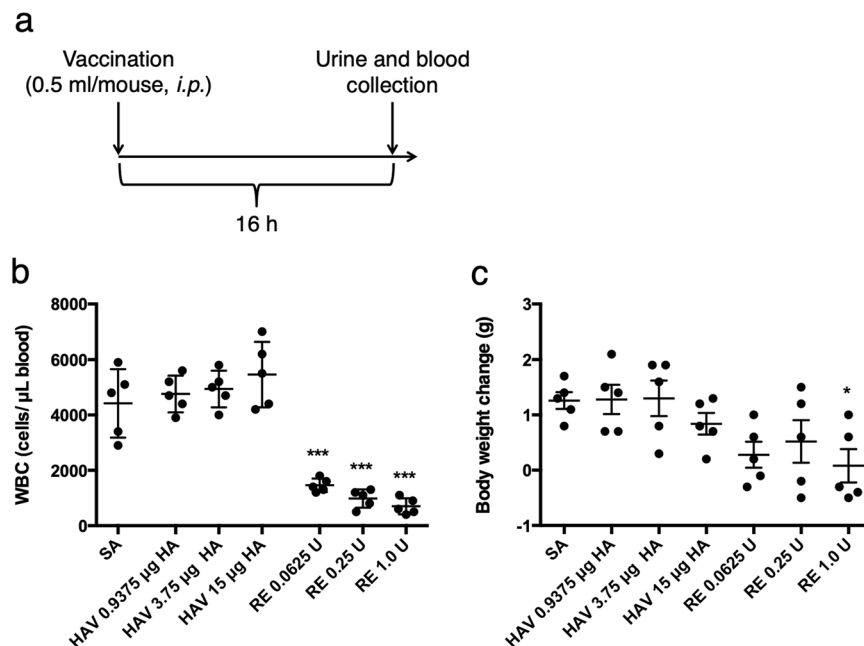 a
Vaccination
(0.5 ml/mouse, i.p.)
Urine and blood
collection
16 h
b
WBC (cells/ µL blood)
8000
6000
4000
2000
0
***
***
***
SA
HAV 0.9375 µg HA
HAV 3.75 µg HA
HAV 15 µg HA
RE 0.0625 U
RE 0.25 U
RE 1.0 U
c
Body weight change (g)
3
2
1
0
-1
*
SA
HAV 0.9375 µg HA
HAV 3.75 µg HA
HAV 15 µg HA
RE 0.0625 U
RE 0.25 U
RE 1.0 U